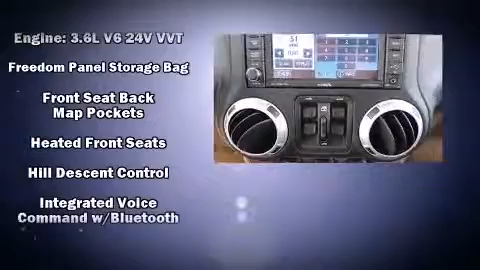 Engine: 3.6L V6 24V VVT
Freedom Panel Storage Bag
Front Seat Back
Map Pockets
Heated Front Seats
Hill Descent Control
Integrated Voice
Command w/Bluetooth
51